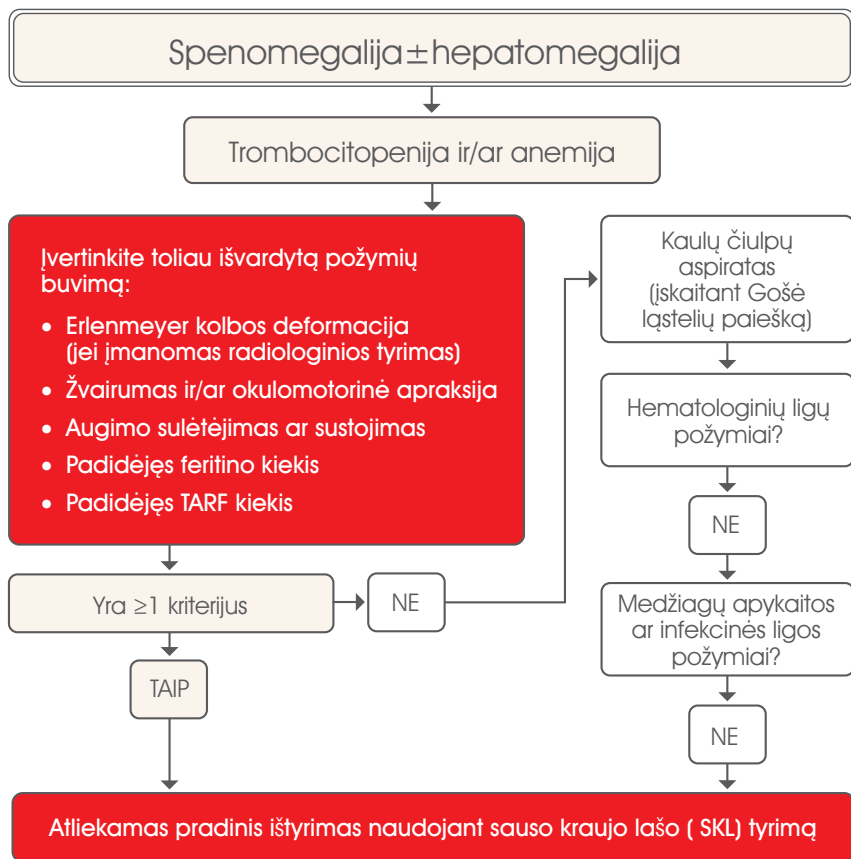 Spenomegalija ± hepatomegalija
Trombocitopenija ir/ar anemija
Įvertinkite toliau išvardytą požymių
buvimą:
• Erlenmeyer kolbos deformacija
(jei įmanomas radiologinios tyrimas)
• Žvairumas ir/ar okulomotorinė apraksija
• Augimo sulėtėjimas ar sustojimas
• Padidėjęs feritino kiekis
• Padidėjęs TARF kiekis
Yra ≥1 kriterijus
NE
TAIP
Kaulų čiulpų
aspiratas
(įskaitant Gošė
ląstelių paiešką)
Hematologinių ligų
požymiai?
NE
Medžiagų apykaitos
ar infekcinės ligos
požymiai?
NE
Atliekamas pradinis ištyrimas naudojant sauso kraujo lašo ( SKL) tyrimą